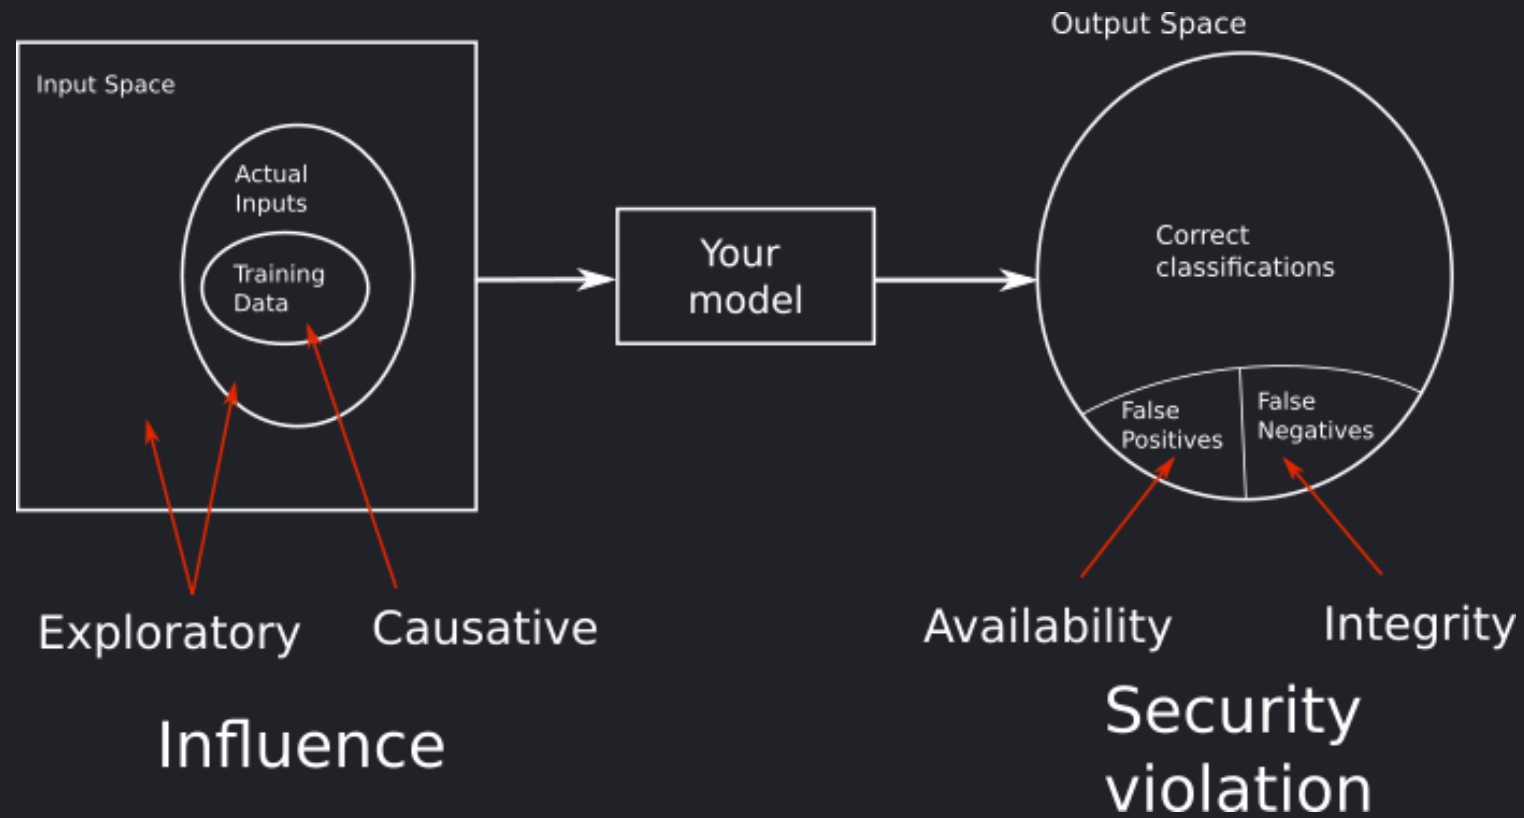 Output Space
Input Space
Actual
Inputs
Training
Data
Your
model
Correct
classifications
False
Positives
False
Negatives
Exploratory
Causative
Availability
Integrity
Influence
Security
violation